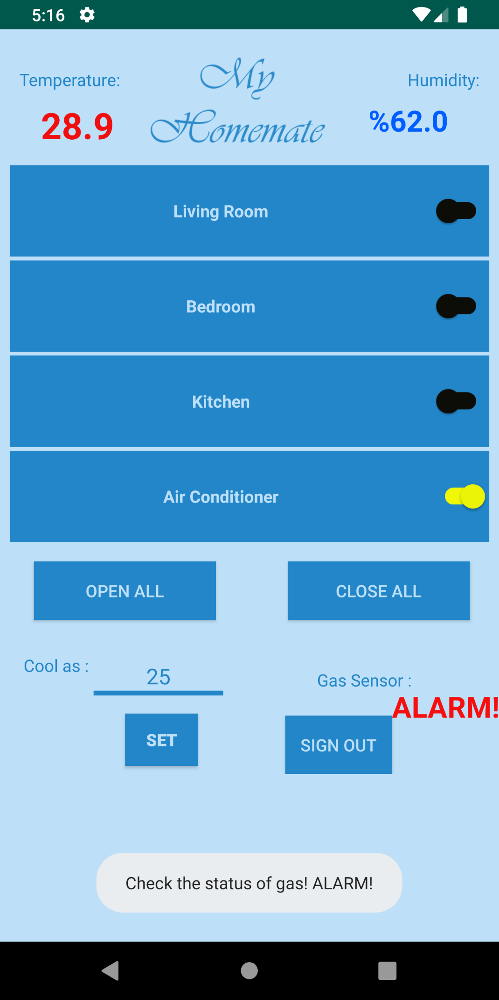 5:16
My
Homemate
Temperature:
28.9
Humidity:
%62.0
Living Room
Bedroom
Kitchen
Air Conditioner
OPEN ALL
CLOSE ALL
Cool as :
25
SET
Gas Sensor :
ALARM!
SIGN OUT
Check the status of gas! ALARM!